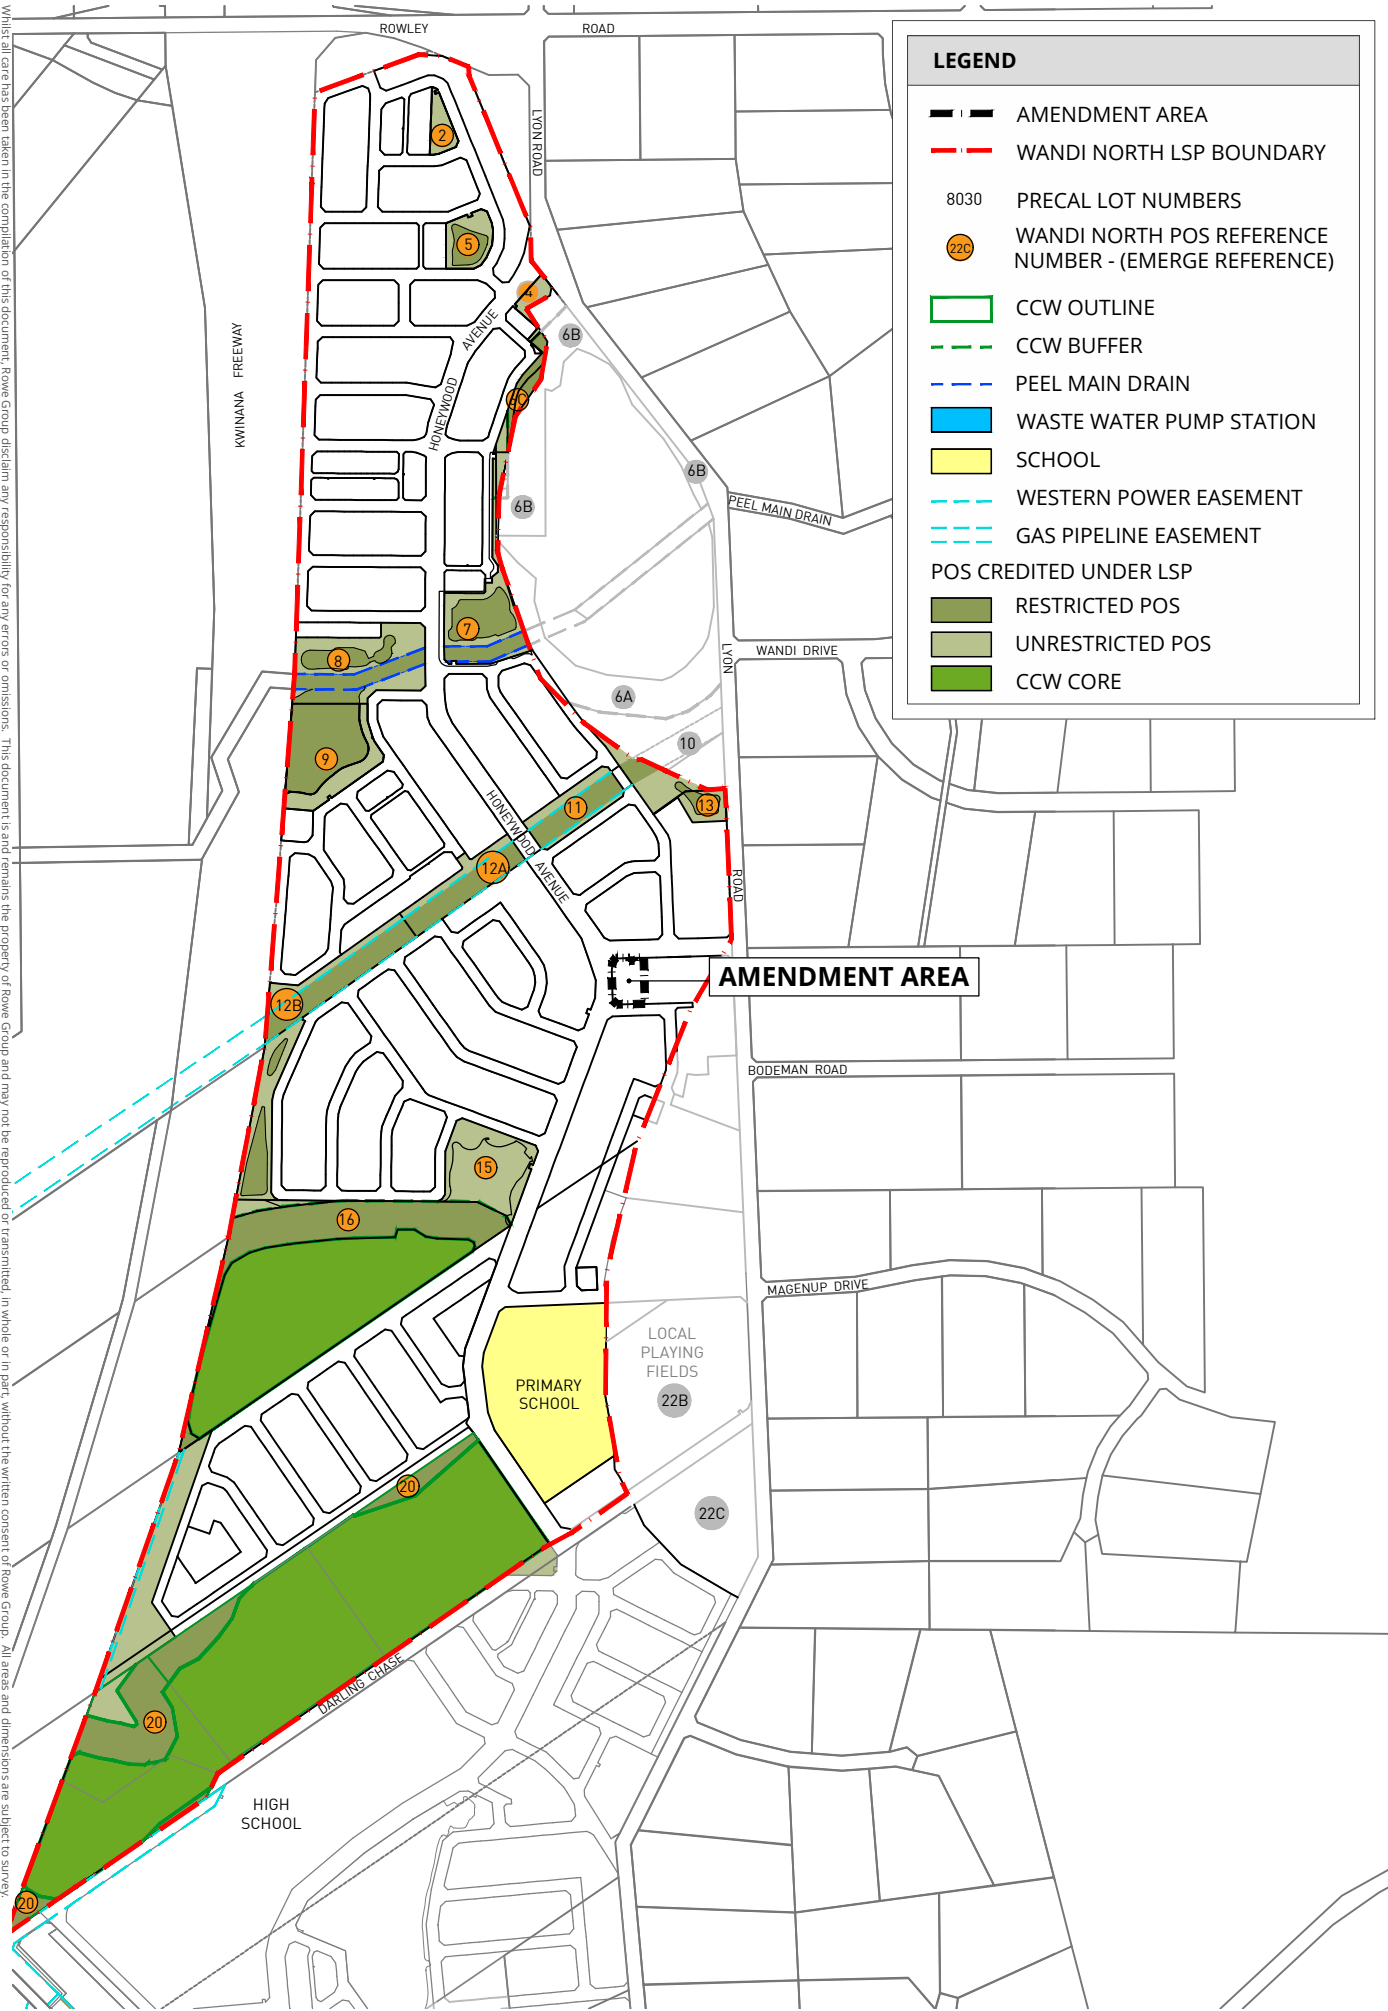 ROWLEY
ROAD
LYON ROAD
KWINANA FREEWAY
HONEYWOOD
AVENUE
2
5
4
6B
6C
6B
6B
PEEL MAIN DRAIN
7
8
9
WANDI DRIVE
LYON
6A
10
11
13
HONEYWOOD AVENUE
12A
ROAD
AMENDMENT AREA
12B
BODEMAN ROAD
15
16
MAGENUP DRIVE
LOCAL
PLAYING
FIELDS
22B
PRIMARY
SCHOOL
20
22C
DARLING CHASE
20
HIGH
SCHOOL
20
LEGEND
AMENDMENT AREA
WANDI NORTH LSP BOUNDARY
8030
PRECAL LOT NUMBERS
22C
WANDI NORTH POS REFERENCE
NUMBER - (EMERGE REFERENCE)
CCW OUTLINE
CCW BUFFER
PEEL MAIN DRAIN
WASTE WATER PUMP STATION
SCHOOL
WESTERN POWER EASEMENT
GAS PIPELINE EASEMENT
POS CREDITED UNDER LSP
RESTRICTED POS
UNRESTRICTED POS
CCW CORE
Whilst all care has been taken in the compilation of this document, Rowe Group disclaim any responsibility for any errors or omissions. This document is and remains the property of Rowe Group and may not be reproduced or transmitted, in whole or in part, without the written consent of Rowe Group. All areas and dimensions are subject to survey.